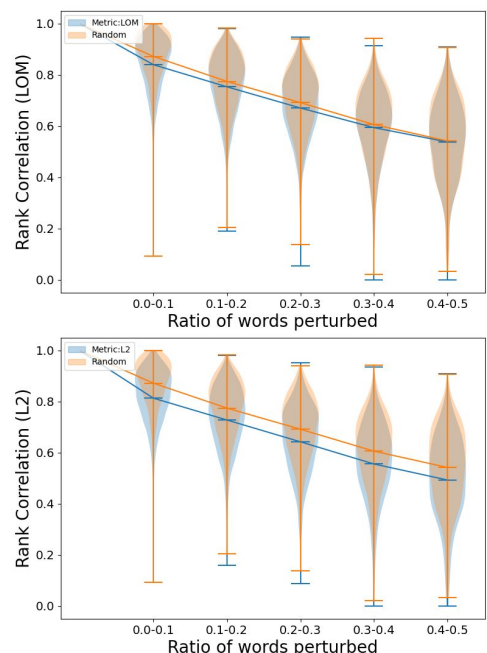 Rank Correlation (LOM)
Metric:LOM
Random
1.0
0.8
0.6
0.4
0.2
0.0
0.0-0.1 0.1-0.2 0.2-0.3 0.3-0.4 0.4-0.5
Ratio of words perturbed
Rank Correlation (L2)
Metric:L2
Random
1.0
0.8
0.6
0.4
0.2
0.0
0.0-0.1 0.1-0.2 0.2-0.3 0.3-0.4 0.4-0.5
Ratio of words perturbed